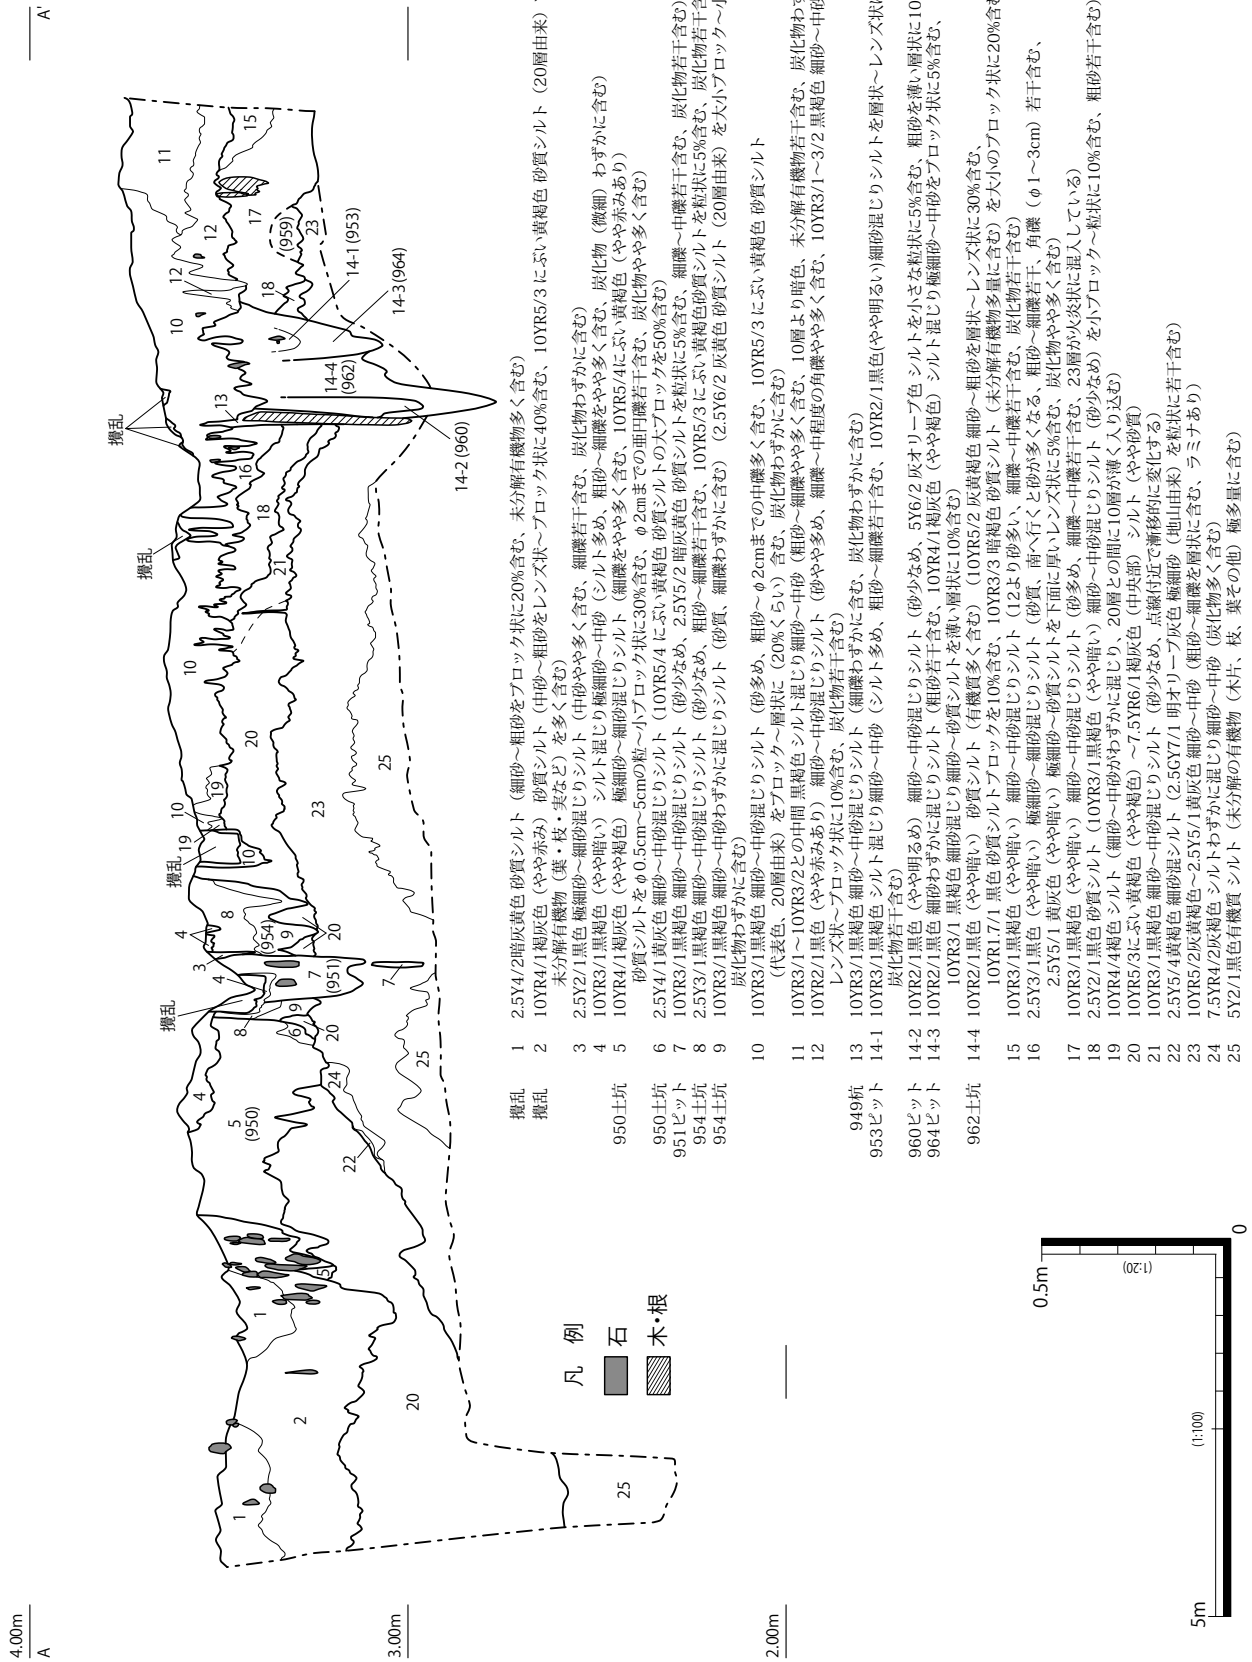 4.00m
A
A'
3.00m
2.00m
攪乱
攪乱
攪乱
攪乱
1
2
1
5
20
25
5
(950)
4
22
24
25
8
6
9
20
4
3
4
7
(951)
7
8
(954)
9
20
19
10
10
19
23
25
20
10
21
18
16
13
14-4
(962)
14-2 (960)
14-3 (964)
14-1 (953)
10
12
12
11
15
17
(959)
18
23
凡 例
石
木・根
攪乱 1 2.5Y4/2暗灰黄色 砂質シルト（細砂～粗砂をブロック状に20%含む、未分解有機物多く含む）
攪乱 2 10YR4/1褐灰色（やや赤み）砂質シルト（中砂～粗砂をレンズ状～ブロック状に40%含む、10YR5/3 にぶい黄褐色 砂質シルト（20層由来）
未分解有機物（葉・枝・実など）を多く含む）
3 2.5Y2/1黒色 極細砂～細砂混じりシルト（中砂やや多く含む、細礫若干含む、炭化物わずかに含む）
4 10YR3/1黒褐色（やや暗い）シルト混じり極細砂～中砂（シルト多め、粗砂～細礫をやや多く含む、炭化物（微細）わずかに含む）
950土坑 5 10YR4/1褐灰色（やや褐色）極細砂～細砂混じりシルト（細礫をやや多く含む、10YR5/4にぶい黄褐色（やや赤みあり）
砂質シルトをφ0.5cm～5cmの粒～小ブロック状に30%含む、φ2cmまでの亜円礫若干含む、炭化物やや多く含む）
950土坑 6 2.5Y4/1黄灰色 細砂～中砂混じりシルト（10YR5/4 にぶい黄褐色 砂質シルトの大ブロックを50%含む）
951ピット 7 10YR3/1黒褐色 細砂～中砂混じりシルト（砂少なめ、2.5Y5/2 暗灰黄色 砂質シルトを粒状に5%含む、細礫～中礫若干含む、炭化物若干含む）
954土坑 8 2.5Y3/1黒褐色 細砂～中砂混じりシルト（砂少なめ、粗砂～細礫若干含む、10YR5/3 にぶい黄褐色砂質シルトを粒状に5%含む、炭化物若干含
954土坑 9 10YR3/1黒褐色 細砂～中砂わずかに混じりシルト（砂質、細礫わずかに含む）（2.5Y6/2 灰黄色 砂質シルト（20層由来）を大小ブロック～小
炭化物わずかに含む）
10 10YR3/1黒褐色 細砂～中砂混じりシルト（砂多め、粗砂～φ2cmまでの中礫多く含む、10YR5/3 にぶい黄褐色 砂質シルト
（代表色、20層由来）をブロック～層状に（20%くらい）含む、炭化物わずかに含む）
11 10YR3/1～10YR3/2との中間 黒褐色 シルト混じり細砂～中砂（粗砂～細礫やや多く含む、10層より暗色、未分解有機物若干含む、炭化物わず
12 10YR2/1黒色（やや赤みあり）細砂～中砂混じりシルト（砂やや多め、細礫～中程度の角礫やや多く含む、10YR3/1～3/2 黒褐色 細砂～中砂
レンズ状～ブロック状に10%含む、炭化物若干含む）
949杭 13 10YR3/1黒褐色 細砂～中砂混じりシルト（細礫わずかに含む、炭化物わずかに含む）
953ピット 14-1 10YR3/1黒褐色 シルト混じり細砂～中砂（シルト多め、粗砂～細礫若干含む、10YR2/1黒色(やや明るい)細砂混じりシルトを層状～レンズ状に
炭化物若干含む）
960ピット 14-2 10YR2/1黒色（やや明るめ）細砂～中砂混じりシルト（砂少なめ、5Y6/2 灰オリーブ色 シルトを小さな粒状に5%含む、粗砂を薄い層状に10
964ピット 14-3 10YR2/1黒色 細砂わずかに混じりシルト（粗砂若干含む、10YR4/1褐灰色（やや褐色）シルト混じり極細砂～中砂をブロック状に5%含む、
10YR3/1 黒褐色 細砂混じり細砂～砂質シルトを薄い層状に10%含む）
962土坑 14-4 10YR2/1黒色（やや暗い）砂質シルト（有機質多く含む）（10YR5/2 灰黄褐色 細砂～粗砂を層状～レンズ状に30%含む、
10YR1.7/1 黒色 砂質シルトブロックを10%含む、10YR3/3 暗褐色 砂質シルト（未分解有機物多量に含む）を大小のブロック状に20%含む
15 10YR3/1黒褐色（やや暗い）細砂～中砂混じりシルト（12より砂多い、細礫～中礫若干含む、炭化物若干含む）
16 2.5Y3/1黒色（やや暗い）極細砂～細砂混じりシルト（砂質、南へ行くと砂が多くなる、粗砂～細礫若干、角礫（φ1～3cm）若干含む、
2.5Y5/1 黄灰色（やや暗い）極細砂～砂質シルトを下面に厚いレンズ状に5%含む、炭化物やや多く含む）
17 10YR3/1黒褐色（やや暗い）細砂～中砂混じりシルト（砂多め、細礫～中礫若干含む、23層が火炎状に混入している）
18 2.5Y2/1黒色 砂質シルト（10YR3/1黒褐色（やや暗い）細砂～中砂混じりシルト（砂少なめ）を小ブロック～粒状に10%含む、粗砂若干含む）
19 10YR4/4褐色 シルト（細砂～中砂がわずかに混じり、20層との間に10層が薄く入り込む）
20 10YR5/3にぶい黄褐色（やや褐色）～7.5YR6/1褐灰色（中央部）シルト（やや砂質）
21 10YR3/1黒褐色 細砂～中砂混じりシルト（砂少なめ、点線付近で漸移的に変化する）
22 2.5Y5/4黄褐色 細砂混シルト（2.5GY7/1 明オリーブ灰色 極細砂（地山由来）を粒状に若干含む）
23 10YR5/2灰黄褐色～2.5Y5/1黄灰色 細砂～中砂（粗砂～細礫を層状に含む、ラミナあり）
24 7.5YR4/2灰褐色 シルトわずかに混じり細砂～中砂（炭化物多く含む）
25 5Y2/1黒色有機質 シルト（未分解の有機物（木片、枝、葉その他）極多量に含む）
0
0.5m
(1:20)
(1:100)
5m